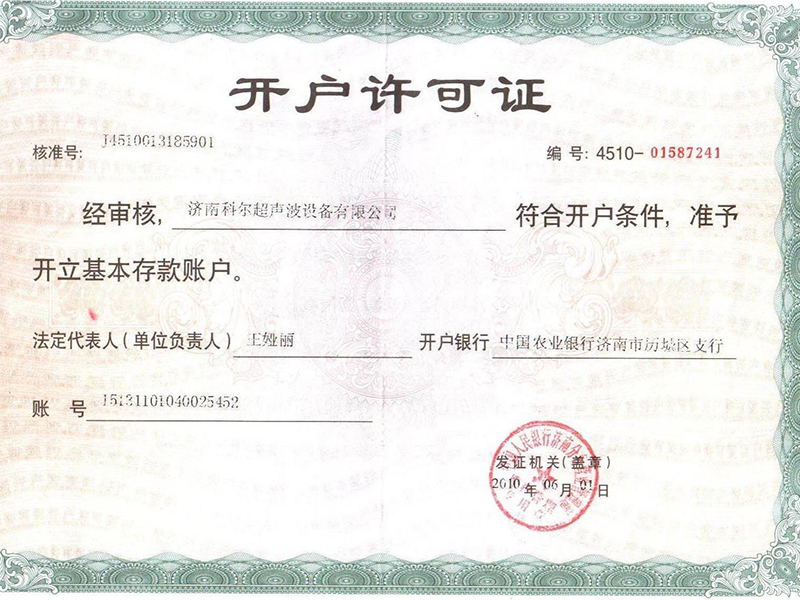 开户许可证
核准号: J4510013185901 编 号: 4510-01587241
经审核, 济南科尔超声波设备有限公司 符合开户条件, 准予
开立基本存款账户。
法定代表人(单位负责人) 王娅丽 开户银行 中国农业银行济南市历城区支行
账 号 15131101040025452
发证机关(盖章)
2010 年 06 月 01 日